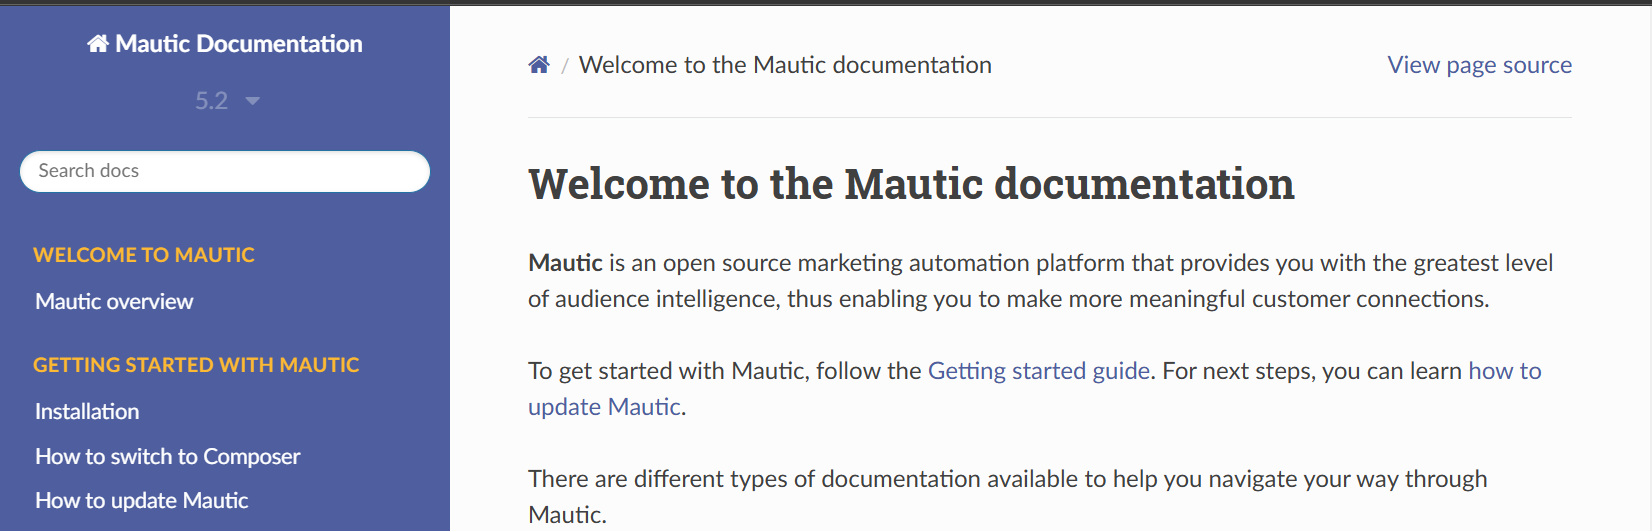 Mautic Documentation
5.2
Search docs
WELCOME TO MAUTIC
Mautic overview
GETTING STARTED WITH MAUTIC
Installation
How to switch to Composer
How to update Mautic
/ Welcome to the Mautic documentation
View page source
Welcome to the Mautic documentation
Mautic is an open source marketing automation platform that provides you with the greatest level
of audience intelligence, thus enabling you to make more meaningful customer connections.
To get started with Mautic, follow the Getting started guide. For next steps, you can learn how to
update Mautic.
There are different types of documentation available to help you navigate your way through
Mautic.